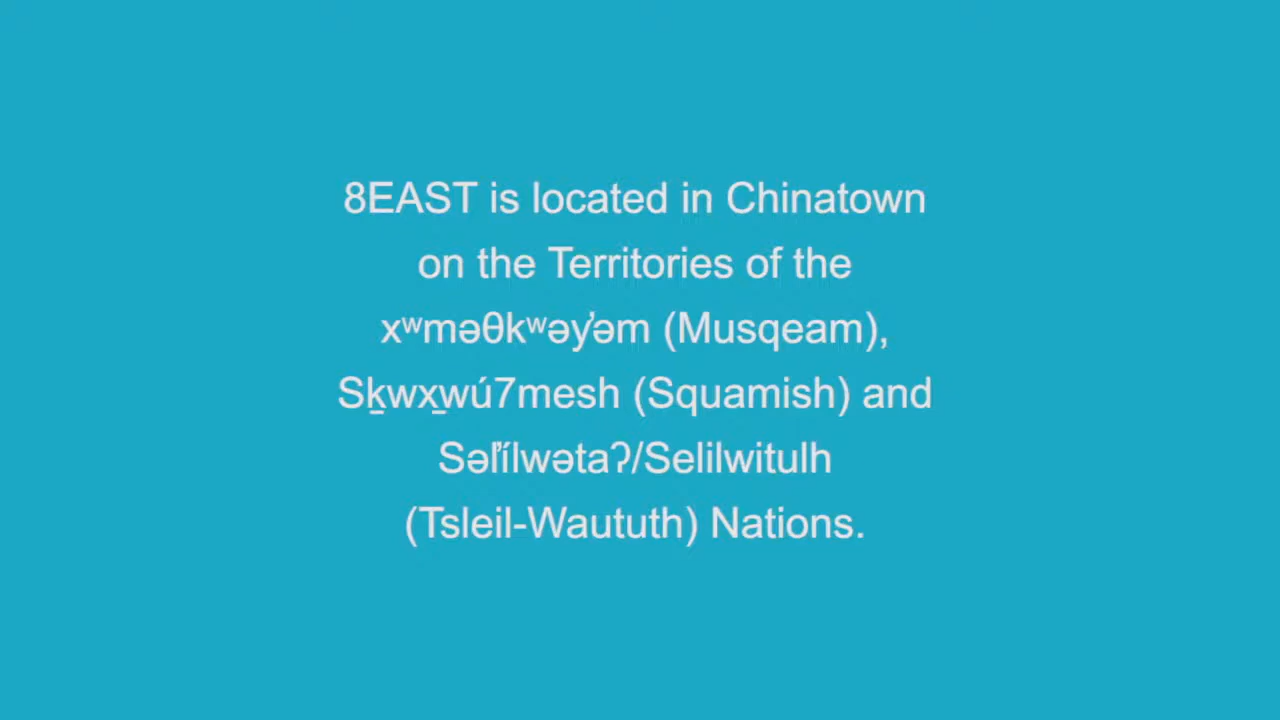 8EAST is located in Chinatown
on the Territories of the
xʷməθkʷəy̓əm (Musqeam),
Sḵwx̱wú7mesh (Squamish) and
Səl̓ílwətaʔ/Selilwitulh
(Tsleil-Waututh) Nations.